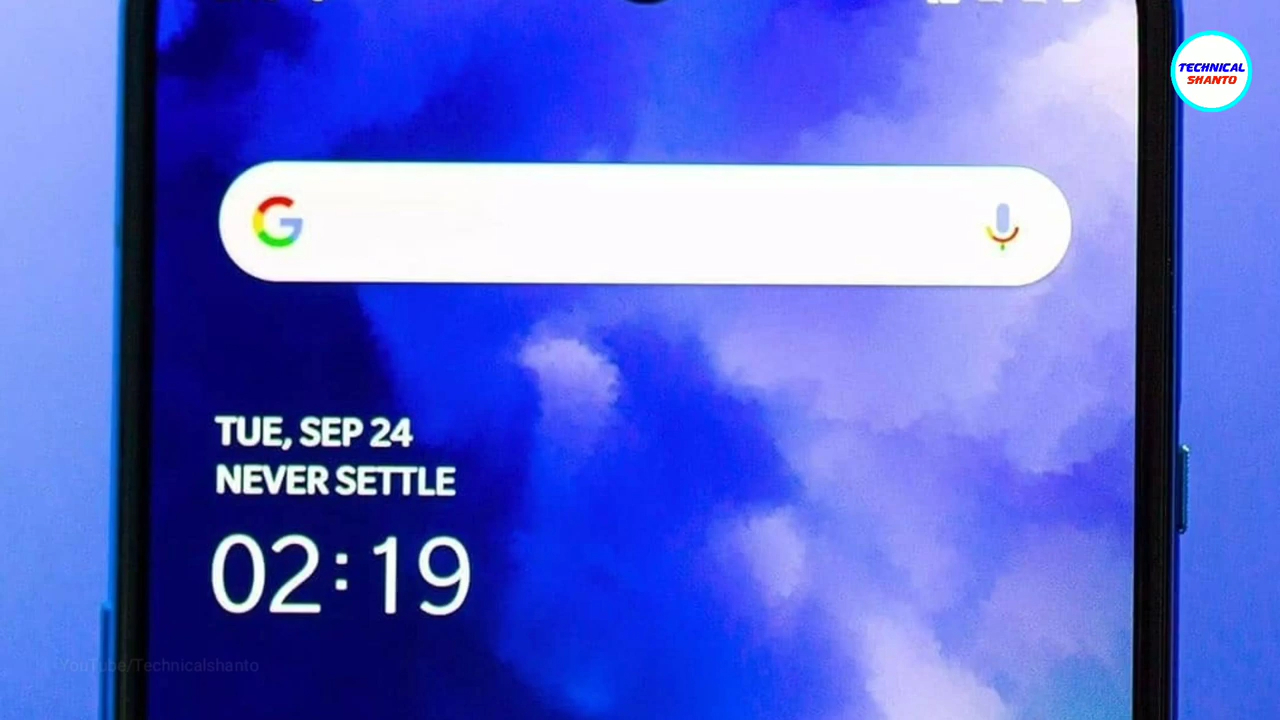 TECHNICAL
SHANTO
G
TUE, SEP 24
NEVER SETTLE
02:19
YouTube/Technicalshanto